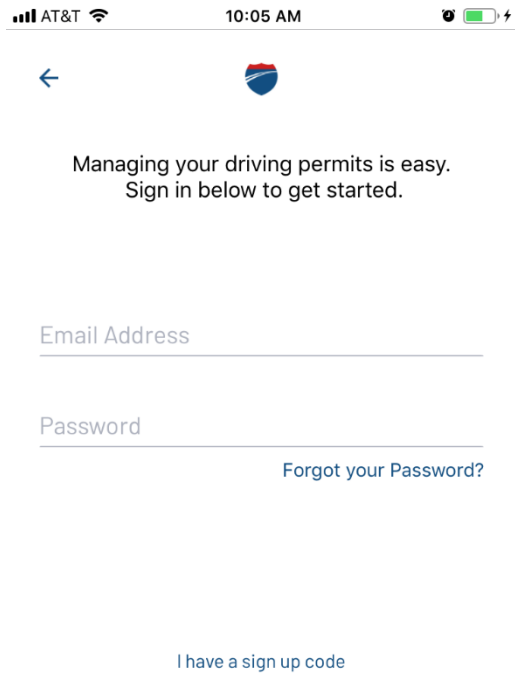 AT&T
10:05 AM
Managing your driving permits is easy.
Sign in below to get started.
Email Address
Password
Forgot your Password?
I have a sign up code